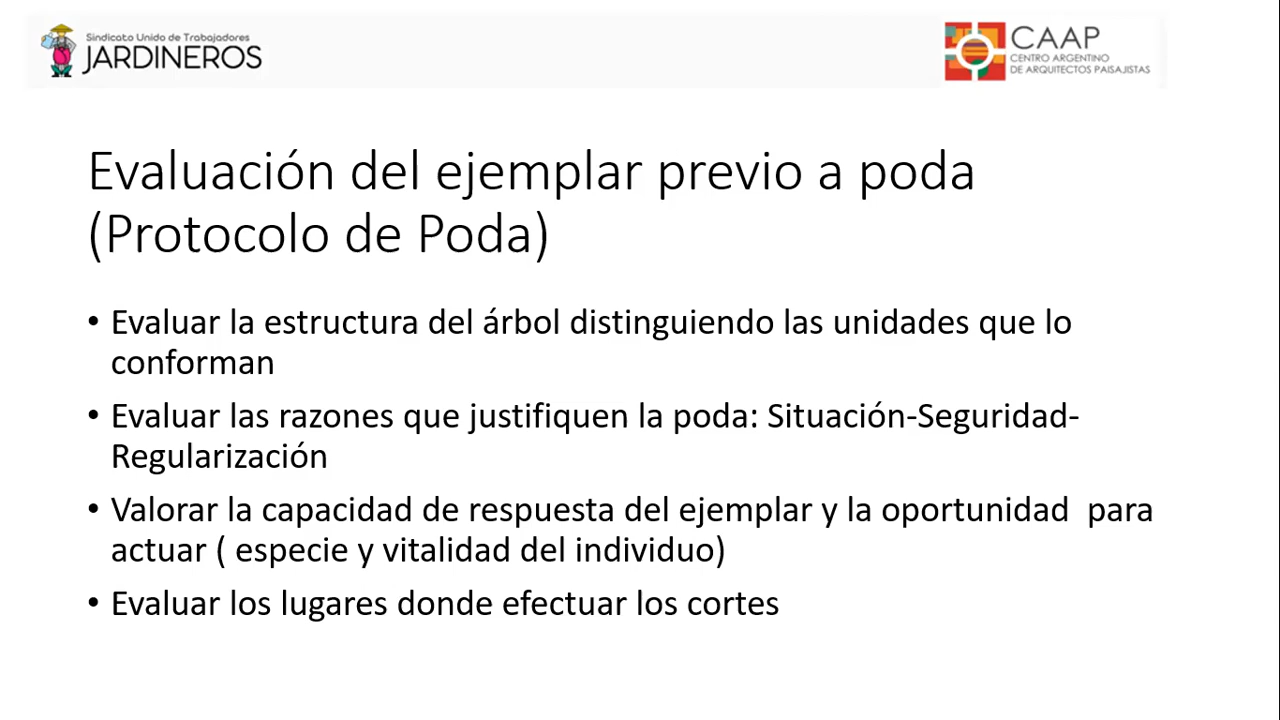 Sindicato Unido de Trabajadores
JARDINEROS
CAAP
CENTRO ARGENTINO
DE ARQUITECTOS PAISAJISTAS
Evaluación del ejemplar previo a poda
(Protocolo de Poda)
• Evaluar la estructura del árbol distinguiendo las unidades que lo
conforman
• Evaluar las razones que justifiquen la poda: Situación-Seguridad-
Regularización
• Valorar la capacidad de respuesta del ejemplar y la oportunidad  para
actuar ( especie y vitalidad del individuo)
• Evaluar los lugares donde efectuar los cortes